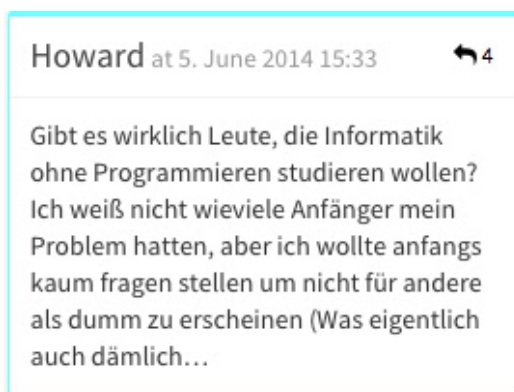 Howard at 5. June 2014 15:33 4
Gibt es wirklich Leute, die Informatik
ohne Programmieren studieren wollen?
Ich weiß nicht wieviele Anfänger mein
Problem hatten, aber ich wollte anfangs
kaum fragen stellen um nicht für andere
als dumm zu erscheinen (Was eigentlich
auch dämlich…